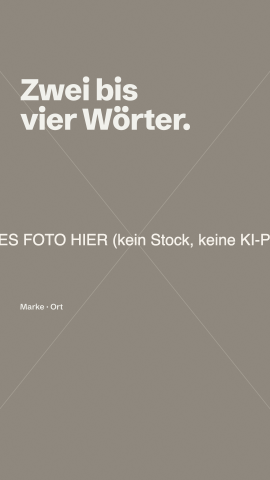 Zwei bis
vier Wörter.
ES FOTO HIER (kein Stock, keine KI-P
Marke · Ort